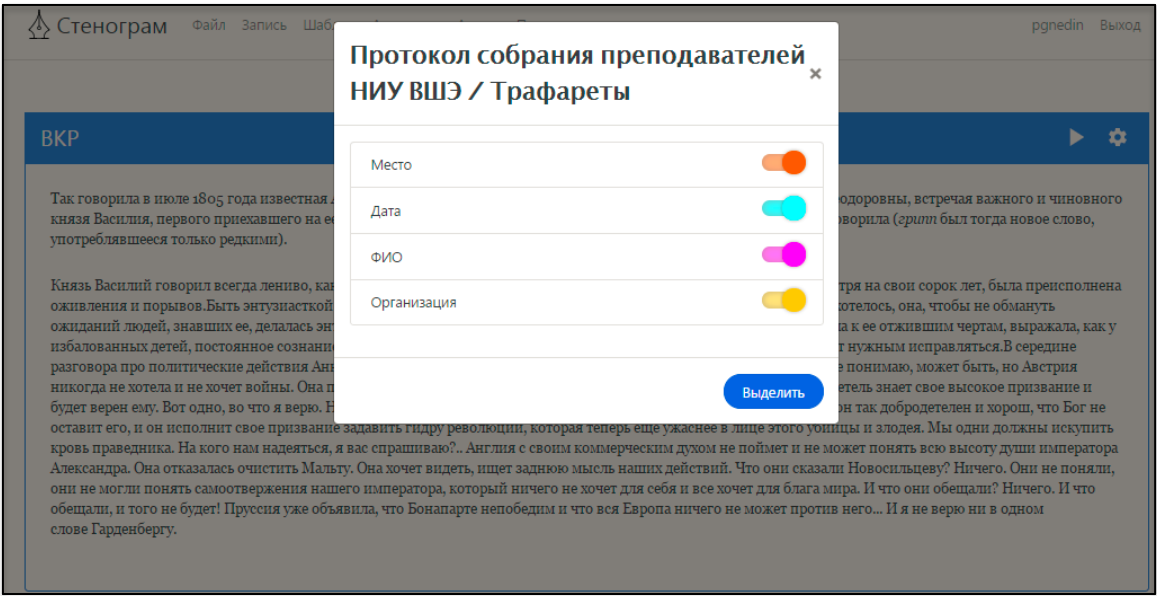 Стенограм Файл Запись Шаб pgnedin Выход
Протокол собрания преподавателей
НИУ ВШЭ / Трафареты
×
ВКР
Место
Дата
ФИО
Организация
Выделить
Так говорила в июле 1805 года известная одоровны, встречая важного и чиновного
князя Василия, первого приехавшего на ворила (грипп был тогда новое слово,
употреблявшееся только редкими).
Князь Василий говорил всегда лениво, тря на свои сорок лет, была преисполнена
оживления и порывов.Быть энтузиасткой отелось, она, чтобы не обмануть
ожиданий людей, знавших ее, делалась к ее отжившим чертам, выражала, как у
избалованных детей, постоянное т нужным исправляться.В середине
разговора про политические действия е понимаю, может быть, но Австрия
никогда не хотела и не хочет войны. Она етель знает свое высокое призвание и
будет верен ему. Вот одно, во что я верю. он так добродетелен и хорош, что Бог не
оставит его, и он исполнит свое призвание задавить гидру революции, которая теперь еще ужаснее в лице этого убийцы и злодея. Мы одни должны искупить
кровь праведника. На кого нам надеяться, я вас спрашиваю?.. Англия с своим коммерческим духом не поймет и не может понять всю высоту души императора
Александра. Она отказалась очистить Мальту. Она хочет видеть, ищет заднюю мысль наших действий. Что они сказали Новосильцеву? Ничего. Они не поняли,
они не могли понять самоотвержения нашего императора, который ничего не хочет для себя и все хочет для блага мира. И что они обещали? Ничего. И что
обещали, и того не будет! Пруссия уже объявила, что Бонапарте непобедим и что вся Европа ничего не может против него... И я не верю ни в одном
слове Гарденбергу.